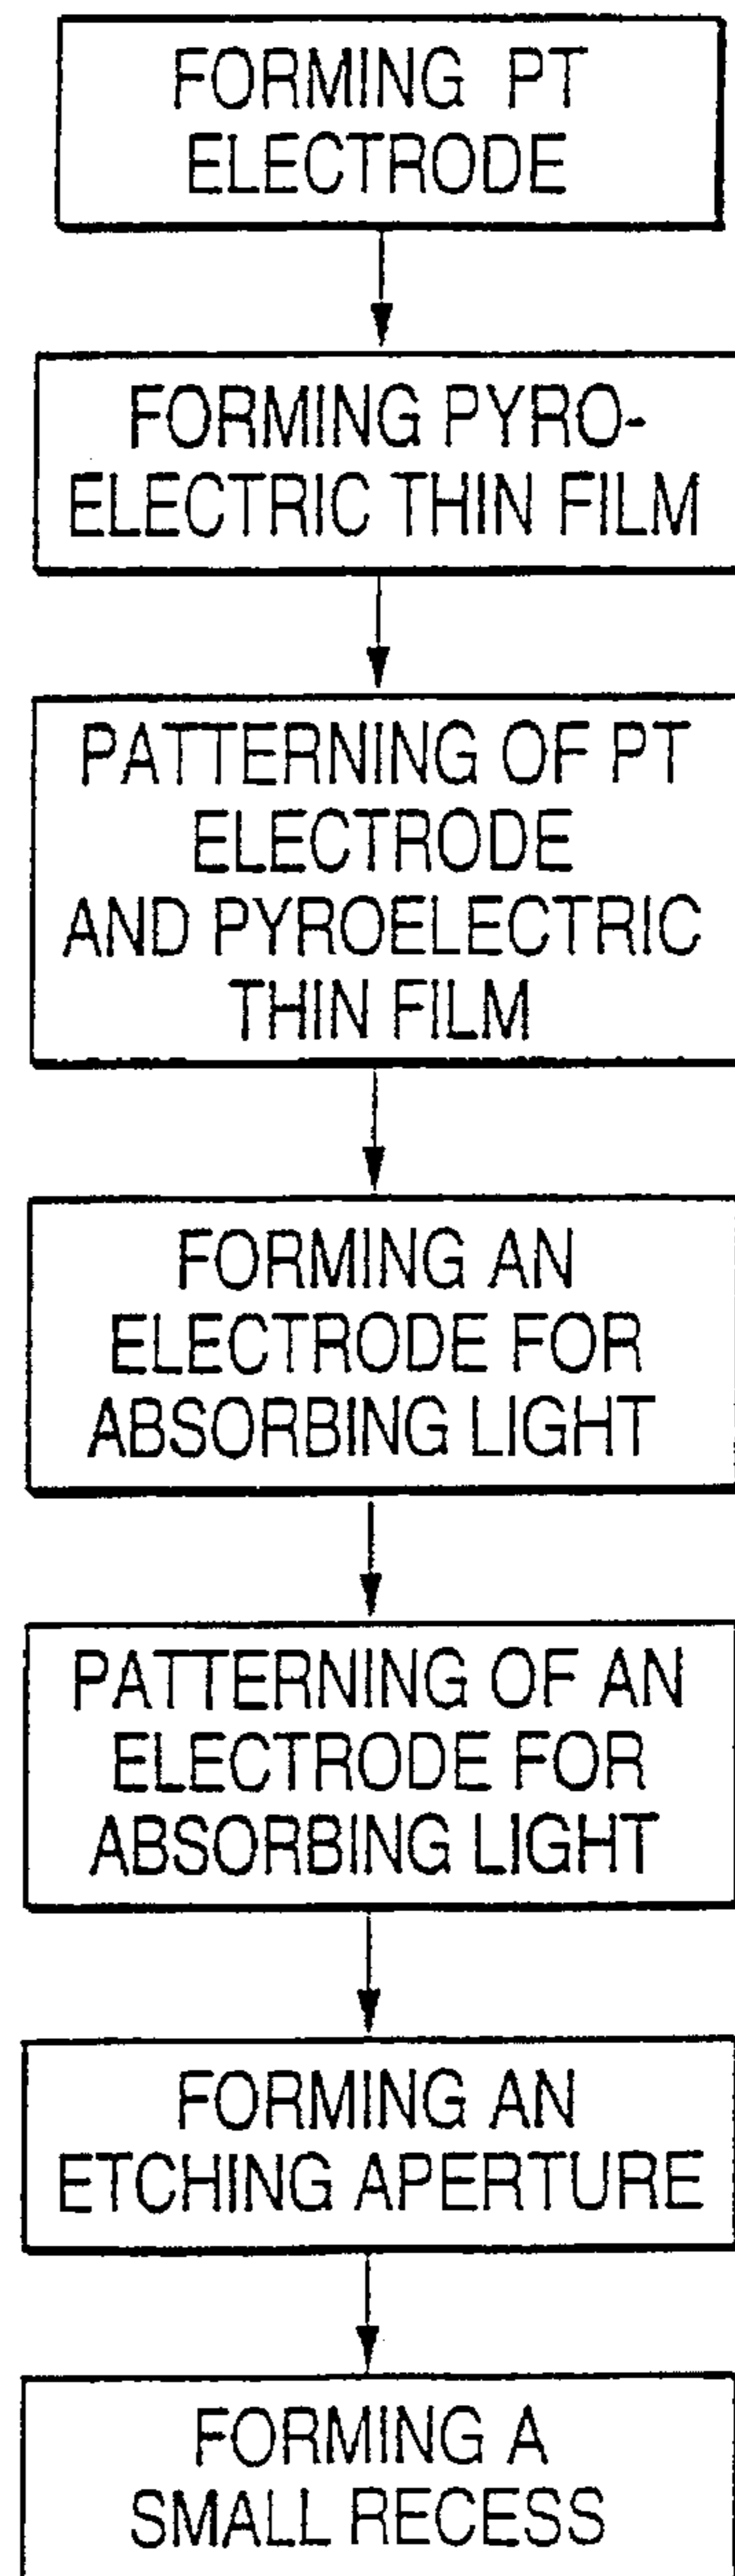 FORMING PT
ELECTRODE
FORMING PYRO-
ELECTRIC THIN FILM
PATTERNING OF PT
ELECTRODE
AND PYROELECTRIC
THIN FILM
FORMING AN
ELECTRODE FOR
ABSORBING LIGHT
PATTERNING OF AN
ELECTRODE FOR
ABSORBING LIGHT
FORMING AN
ETCHING APERTURE
FORMING A
SMALL RECESS